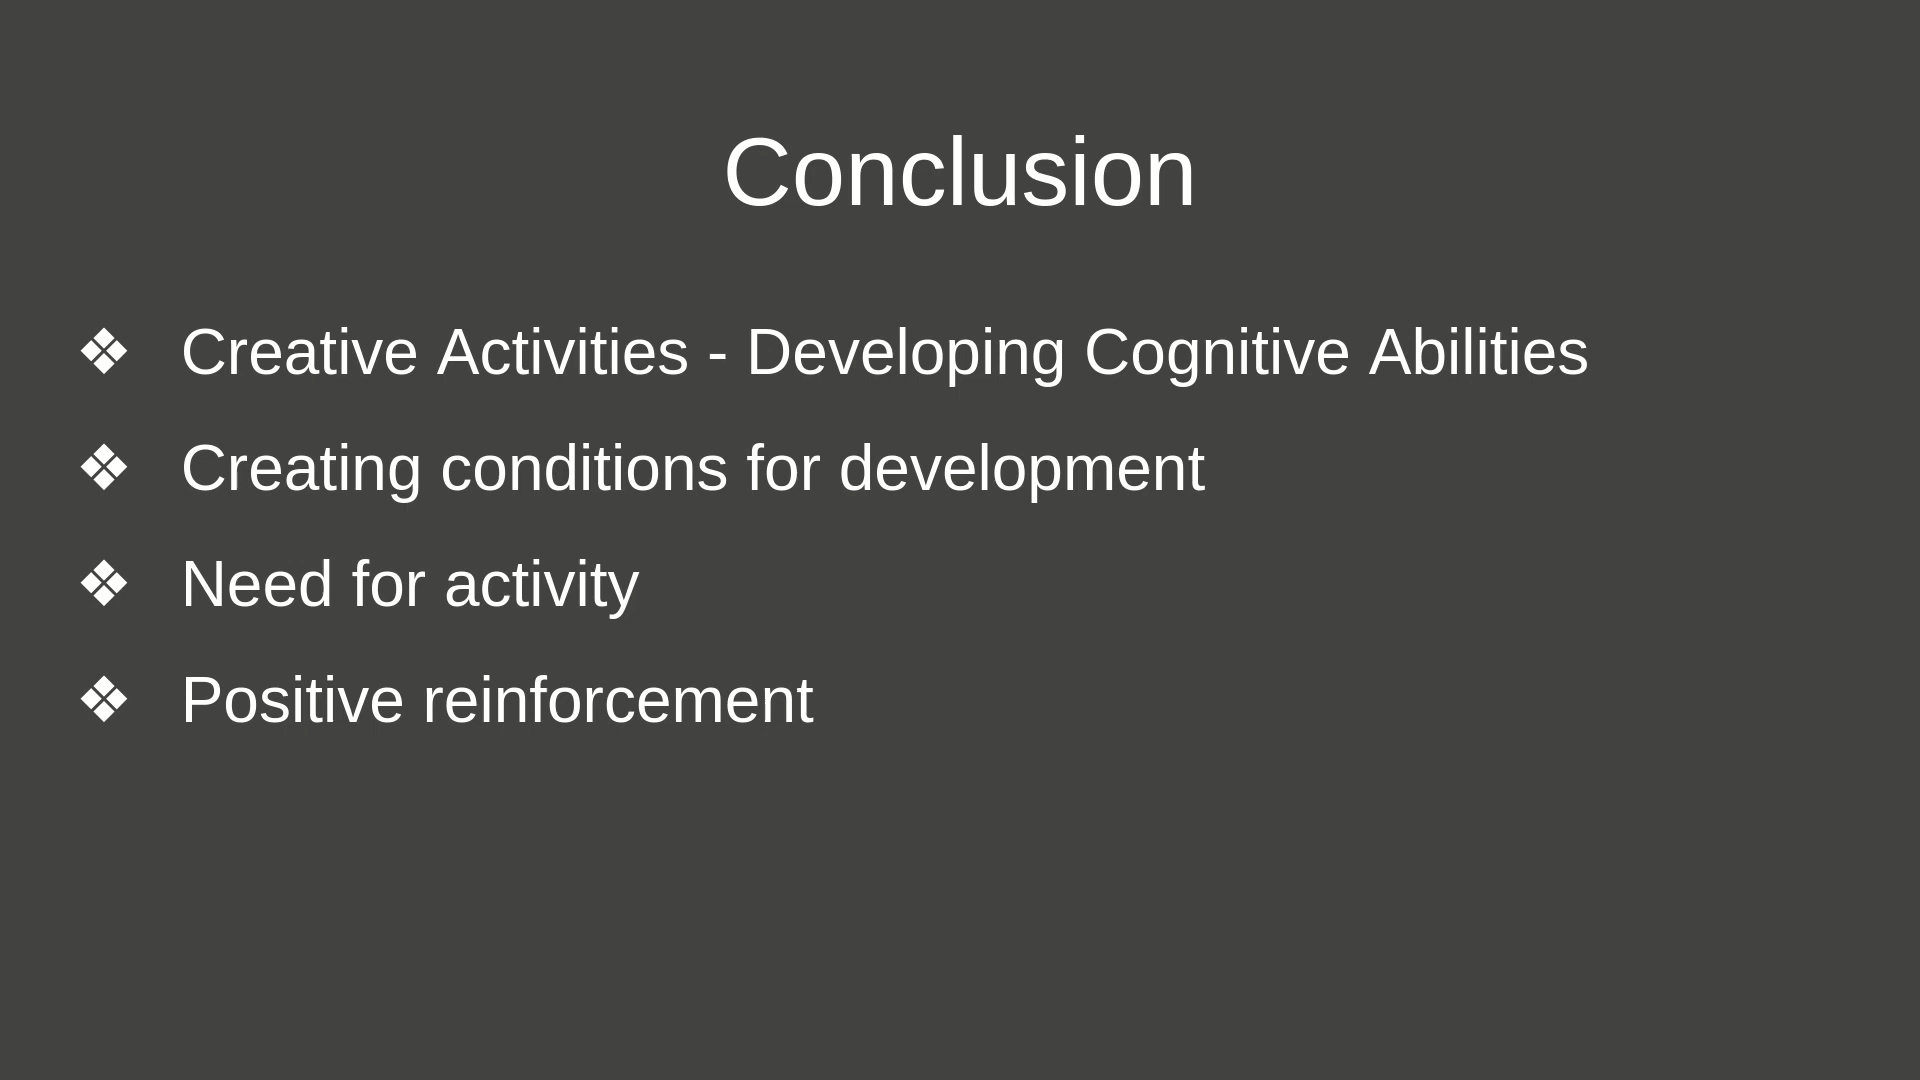 Conclusion
❖ Creative Activities - Developing Cognitive Abilities
❖ Creating conditions for development
❖ Need for activity
❖ Positive reinforcement